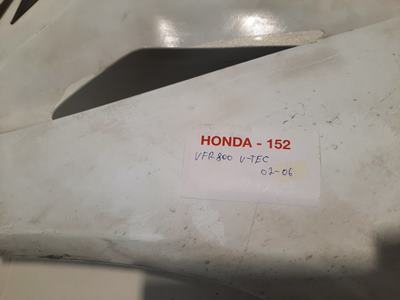 HONDA - 152
VFR800 V-TEC
02-06